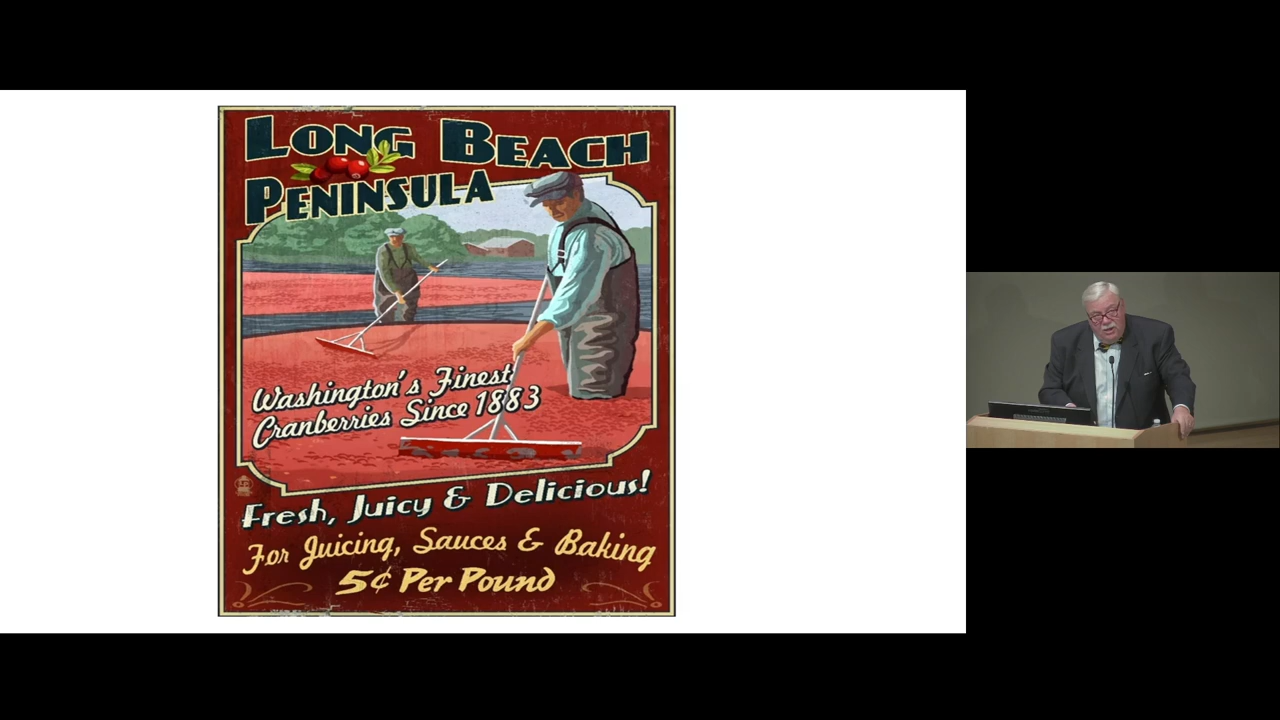 Long Beach
Peninsula
Washington's Finest
Cranberries Since 1883
Fresh, Juicy & Delicious!
For Juicing, Sauces & Baking
5¢ Per Pound